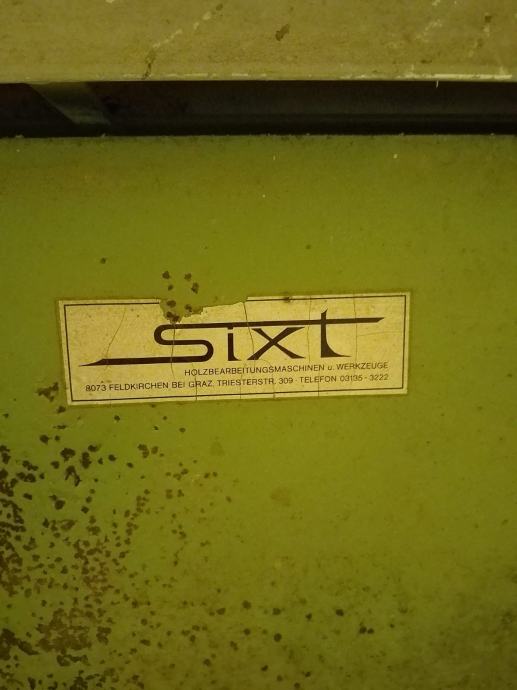 sixt
HOLZBEARBEITUNGSMASCHINEN u. WERKZEUGE
8073 FELDKIRCHEN BEI GRAZ, TRIESTERSTR. 309 · TELEFON 03135 - 3222